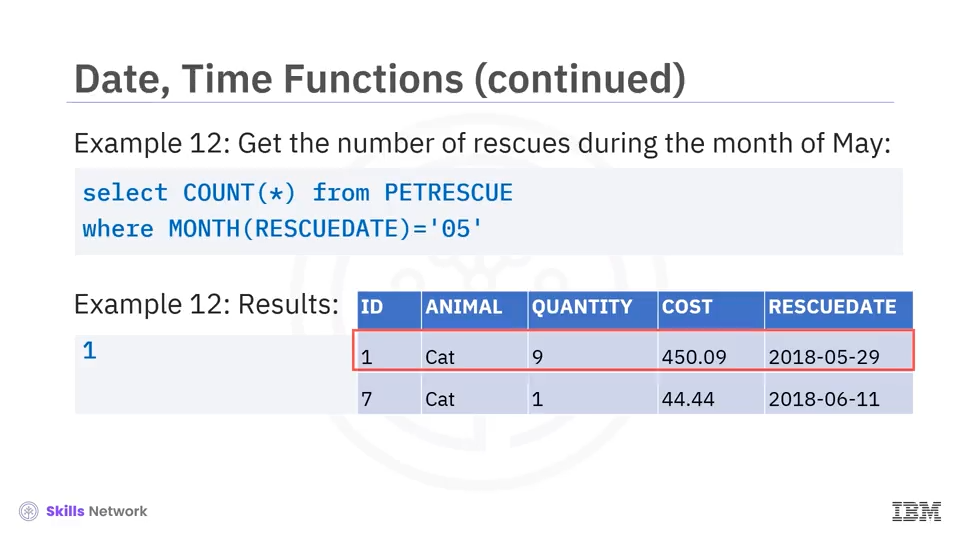 Date, Time Functions (continued)
Example 12: Get the number of rescues during the month of May:
select COUNT(*) from PETRESCUE
where MONTH(RESCUEDATE)='05'
Example 12: Results:
1
ID ANIMAL QUANTITY COST RESCUEDATE
1 Cat 9 450.09 2018-05-29
7 Cat 1 44.44 2018-06-11
Skills Network
IBM